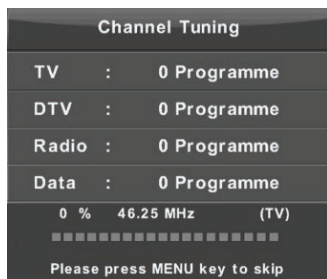 Channel Tuning
TV : 0 Programme
DTV : 0 Programme
Radio : 0 Programme
Data : 0 Programme
0 % 46.25 MHz (TV)
Please press MENU key to skip